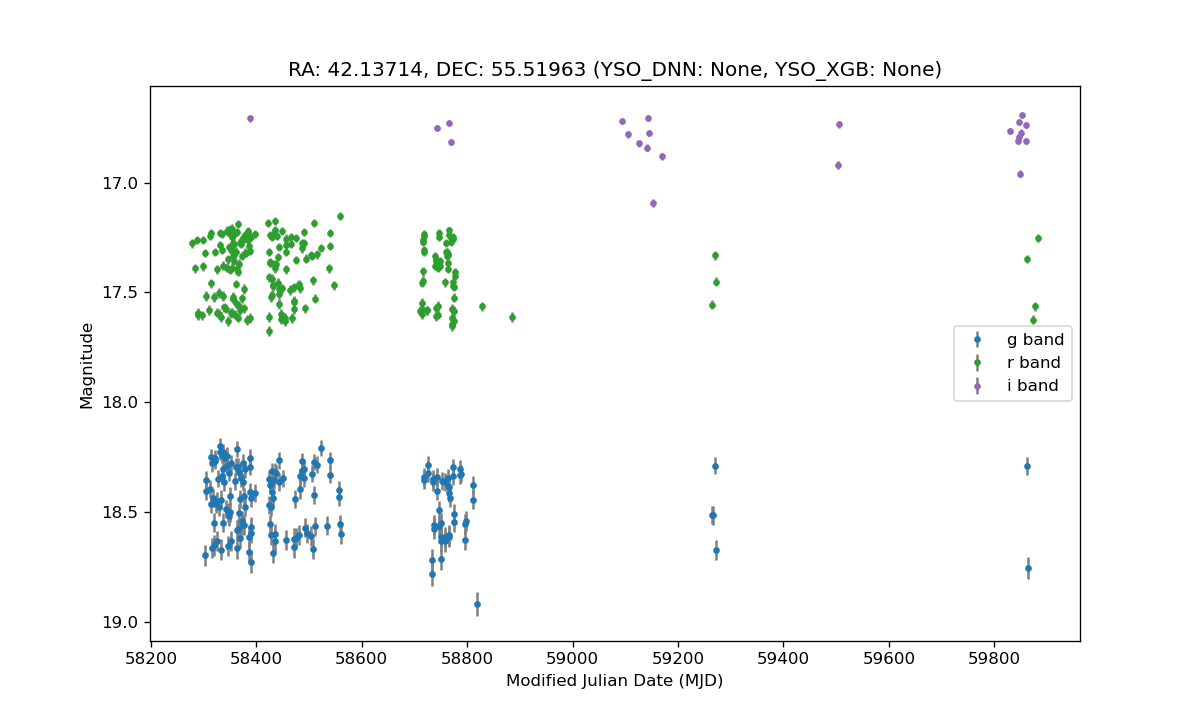 RA: 42.13714, DEC: 55.51963 (YSO_DNN: None, YSO_XGB: None)
17.0
17.5
18.0
18.5
19.0
Magnitude
g band
r band
i band
58200 58400 58600 58800 59000 59200 59400 59600 59800
Modified Julian Date (MJD)